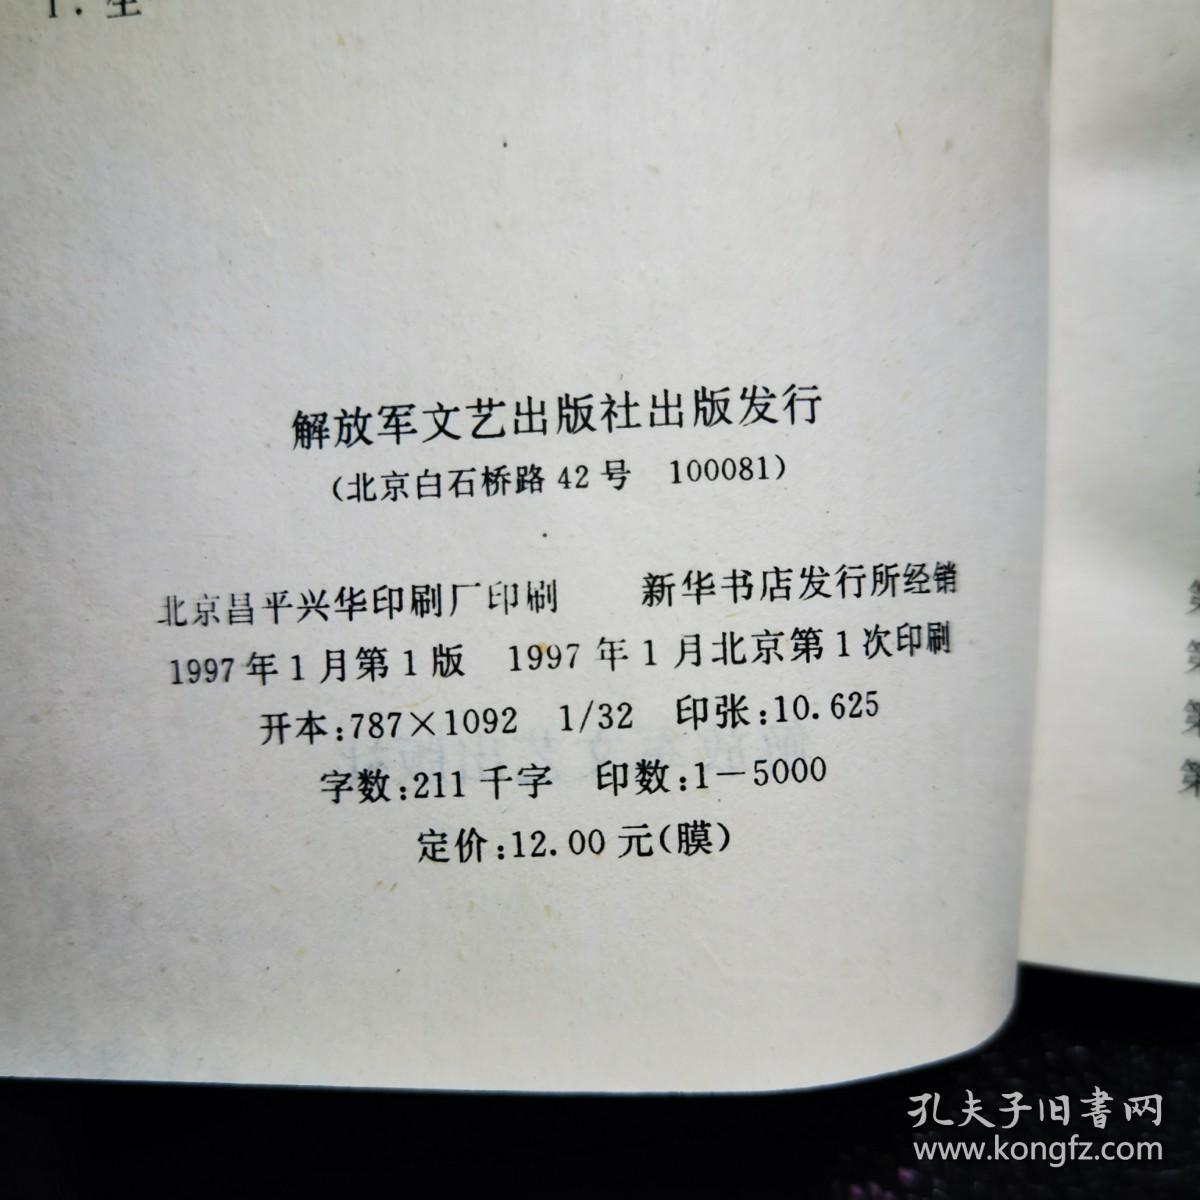 解放军文艺出版社出版发行
(北京白石桥路42号 100081)
北京昌平兴华印刷厂印刷 新华书店发行所经销
1997年1月第1版 1997年1月北京第1次印刷
开本:787×1092 1/32 印张:10.625
字数:211千字 印数:1—5000
定价:12.00元(膜)
第
第
第
孔夫子旧书网
www.kongfz.com